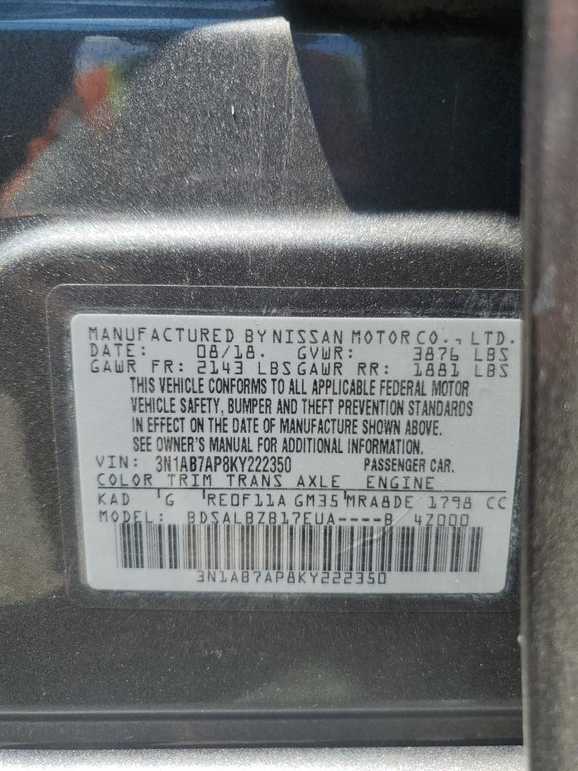 MANUFACTURED BY NISSAN MOTOR CO., LTD.
DATE: 08/18. GVWR: 3876 LBS
GAWR FR: 2143 LBS GAWR RR: 1881 LBS
THIS VEHICLE CONFORMS TO ALL APPLICABLE FEDERAL MOTOR
VEHICLE SAFETY, BUMPER AND THEFT PREVENTION STANDARDS
IN EFFECT ON THE DATE OF MANUFACTURE SHOWN ABOVE.
SEE OWNER'S MANUAL FOR ADDITIONAL INFORMATION.
VIN: 3N1AB7AP8KY222350 PASSENGER CAR.
COLOR TRIM TRANS AXLE ENGINE
KAD G RE0F11A GM35 MRA8DE 1798 CC
MODEL: BDSALBZB17EUA----B 47000
3N1AB7AP8KY222350